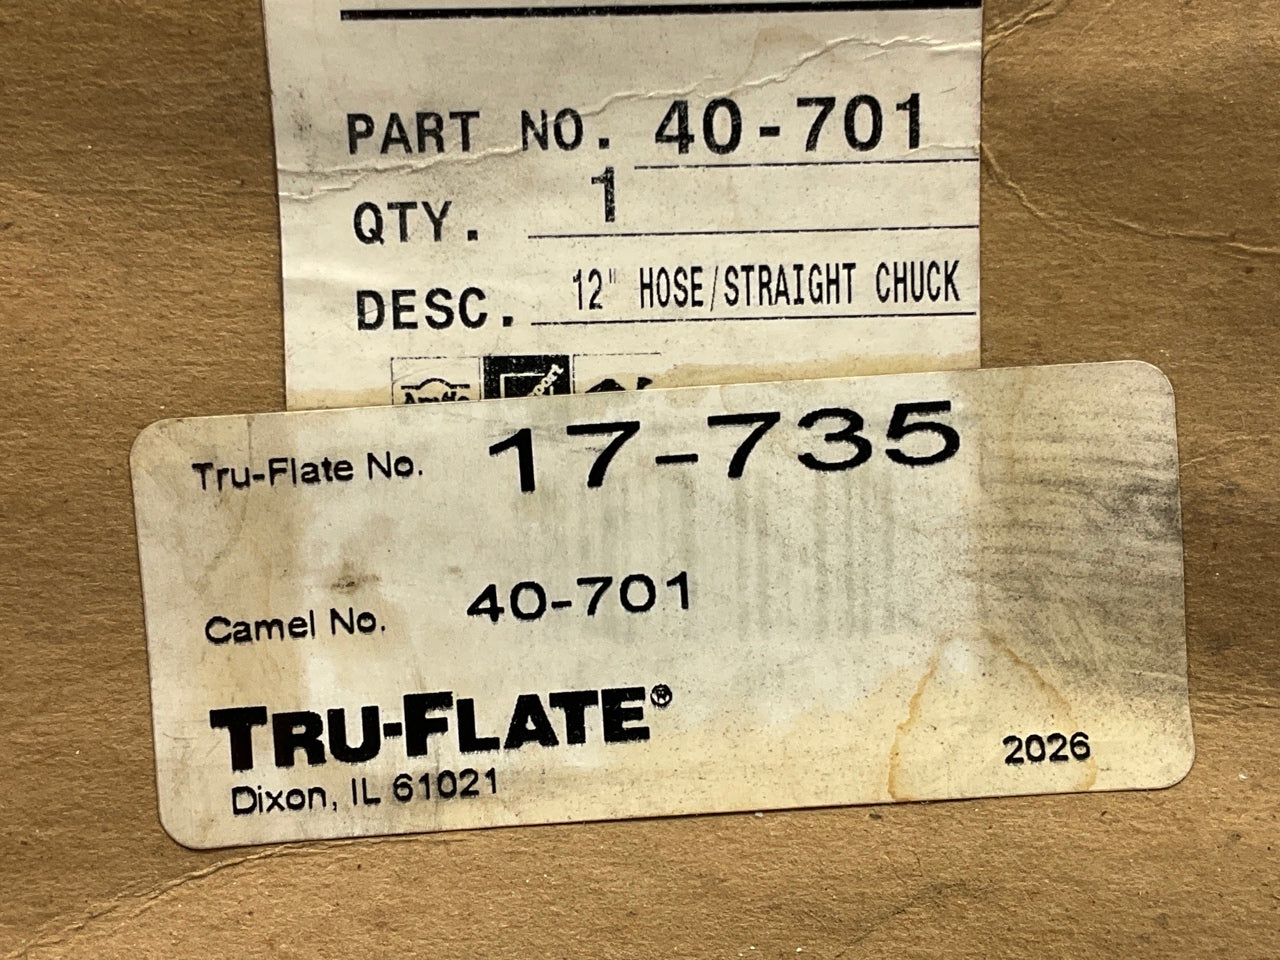 PART NO. 40-701
QTY. 1
DESC. 12" HOSE/STRAIGHT CHUCK
Tru-Flate No. 17-735
Camel No. 40-701
TRU-FLATE®
Dixon, IL 61021
2026